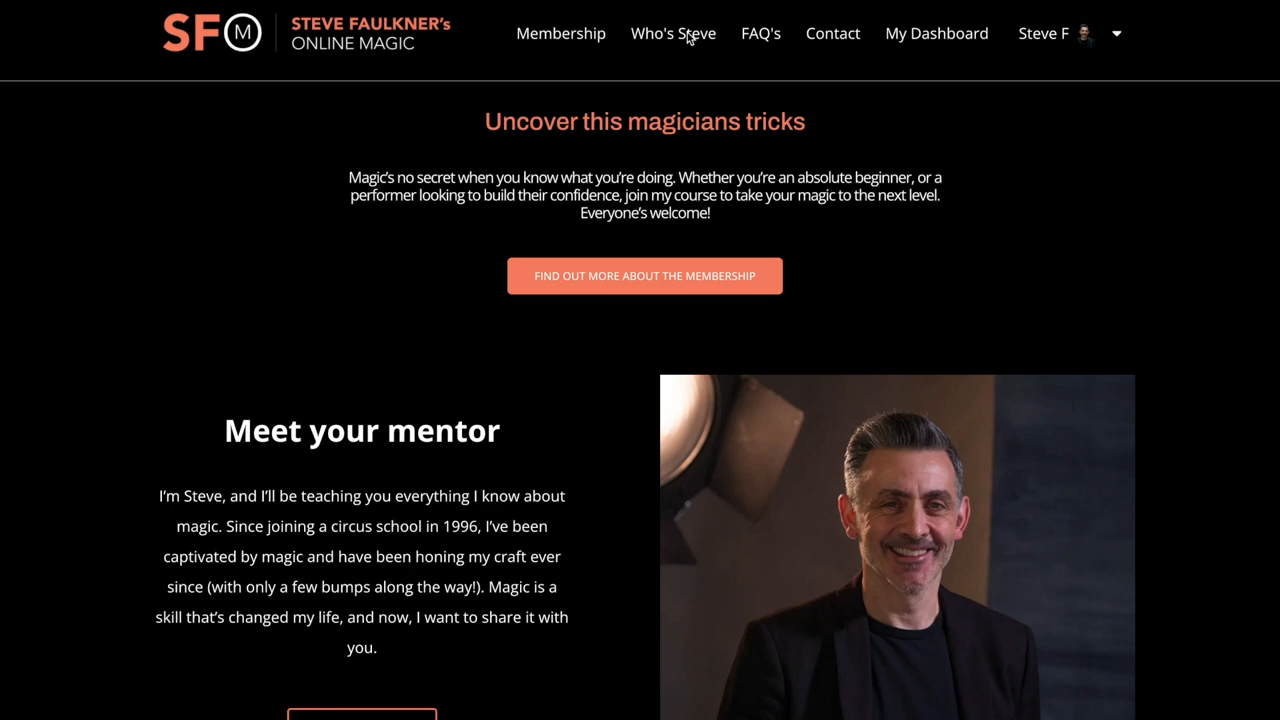 SFM
STEVE FAULKNER's
ONLINE MAGIC
Membership
Who's Steve
FAQ's
Contact
My Dashboard
Steve F
Uncover this magicians tricks
Magic's no secret when you know what you're doing. Whether you're an absolute beginner, or a
performer looking to build their confidence, join my course to take your magic to the next level.
Everyone's welcome!
FIND OUT MORE ABOUT THE MEMBERSHIP
Meet your mentor
I'm Steve, and I'll be teaching you everything I know about
magic. Since joining a circus school in 1996, I've been
captivated by magic and have been honing my craft ever
since (with only a few bumps along the way!). Magic is a
skill that's changed my life, and now, I want to share it with
you.